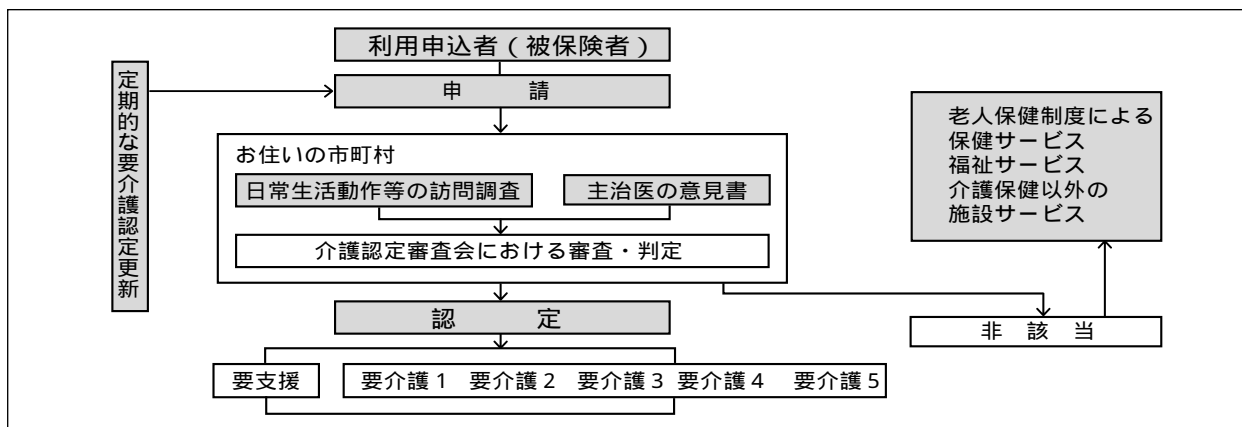 利用申込者（被保険者）
申請
定期的な要介護認定更新
お住いの市町村
日常生活動作等の訪問調査
主治医の意見書
介護認定審査会における審査・判定
認定
要支援
要介護１ 要介護２ 要介護３ 要介護４ 要介護５
老人保健制度による
保健サービス
福祉サービス
介護保健以外の
施設サービス
非該当